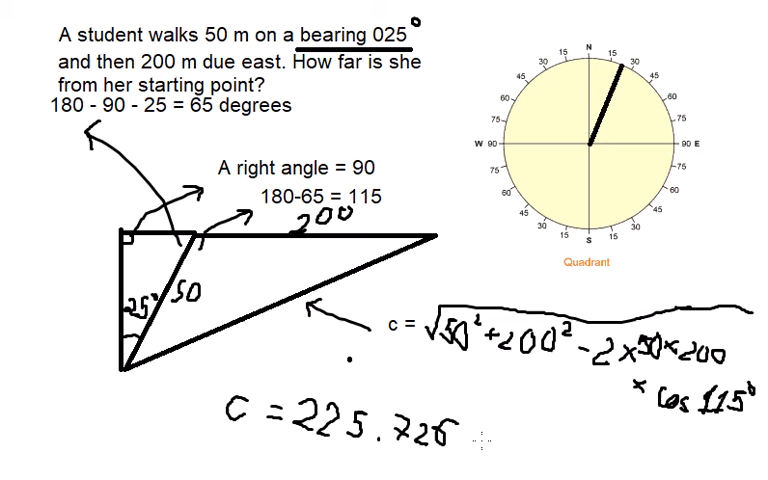 A student walks 50 m on a bearing 025°
and then 200 m due east. How far is she
from her starting point?
180 - 90 - 25 = 65 degrees
A right angle = 90
180-65 = 115
200
25°
50
c = √50² + 200² - 2 × 50 × 200
× cos 115°
c = 225.726
N
15 15
30 30
45 45
60 60
75 75
W 90 90 E
75 75
60 60
45 45
30 30
15 15
S
Quadrant